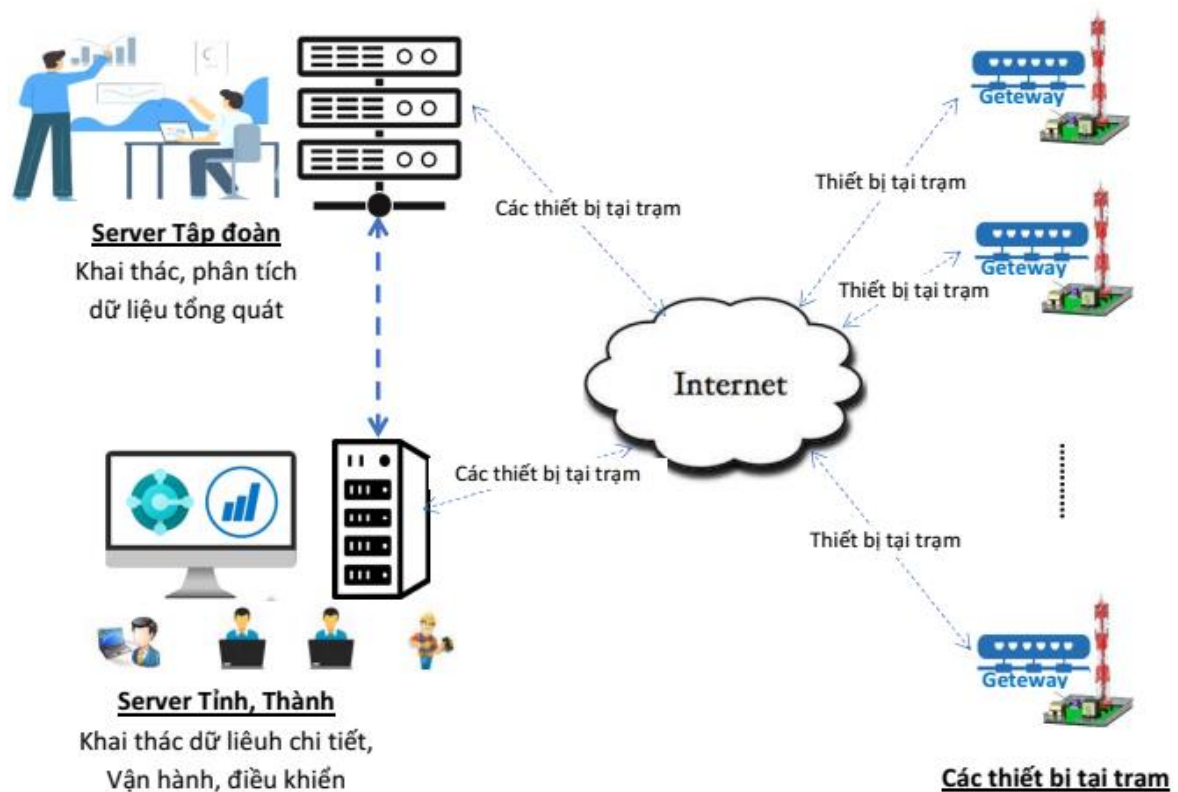 Geteway
Thiết bị tại trạm
Các thiết bị tại trạm
Server Tập đoàn
Khai thác, phân tích
dữ liệu tổng quát
Geteway
Thiết bị tại trạm
Internet
Các thiết bị tại trạm
Thiết bị tại trạm
Geteway
Server Tỉnh, Thành
Khai thác dữ liêuh chi tiết,
Vận hành, điều khiển
Các thiết bị tại trạm